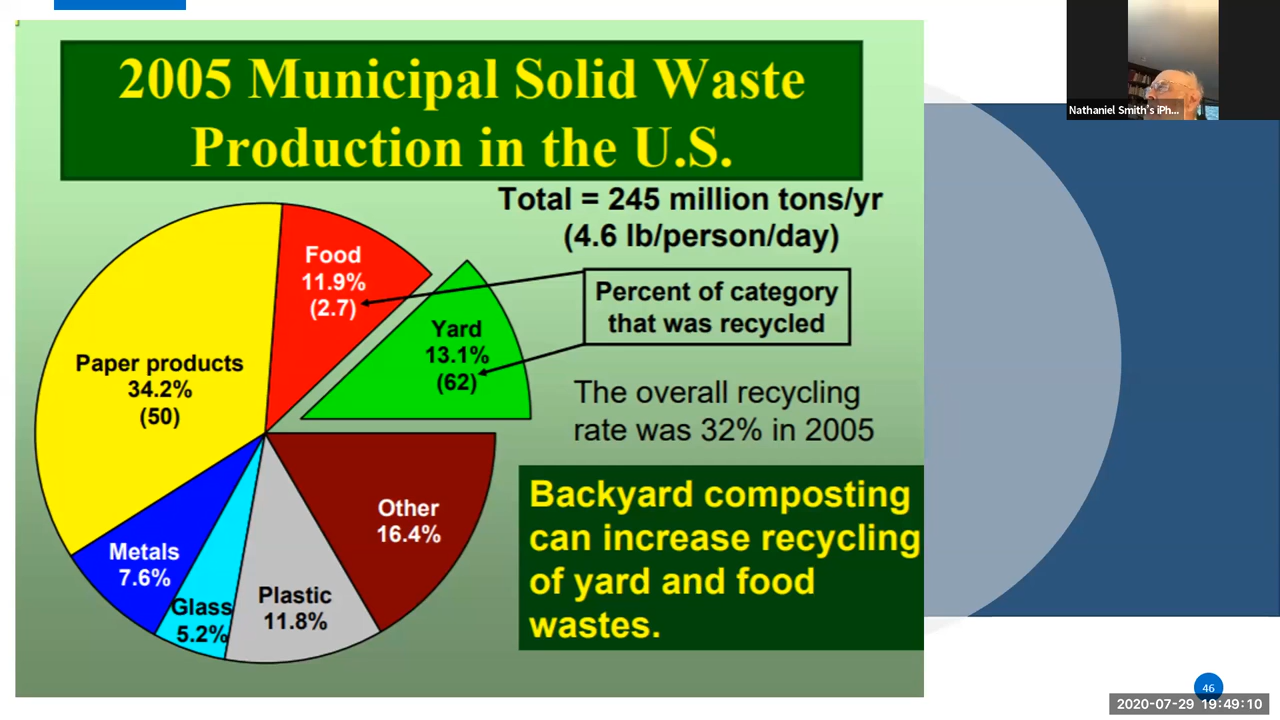 2005 Municipal Solid Waste
Production in the U.S.
Total = 245 million tons/yr
(4.6 lb/person/day)
Food
11.9%
(2.7)
Percent of category
that was recycled
Yard
13.1%
(62)
Paper products
34.2%
(50)
The overall recycling
rate was 32% in 2005
Other
16.4%
Metals
7.6%
Glass
5.2%
Plastic
11.8%
Backyard composting
can increase recycling
of yard and food
wastes.
Nathaniel Smith's iPh...
46
2020-07-29 19:49:10